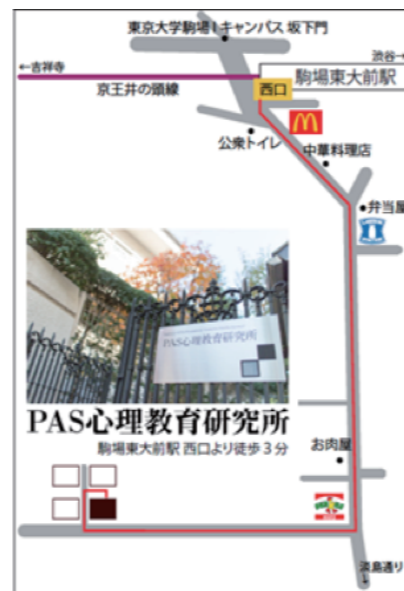 東京大学駒場Iキャンパス 坂下門
渋谷→
←吉祥寺
駒場東大前駅
京王井の頭線
西口
公衆トイレ
中華料理店
弁当屋
PAS心理教育研究所
PAS心理教育研究所
駒場東大前駅 西口より徒歩3分
お肉屋
淡島通り